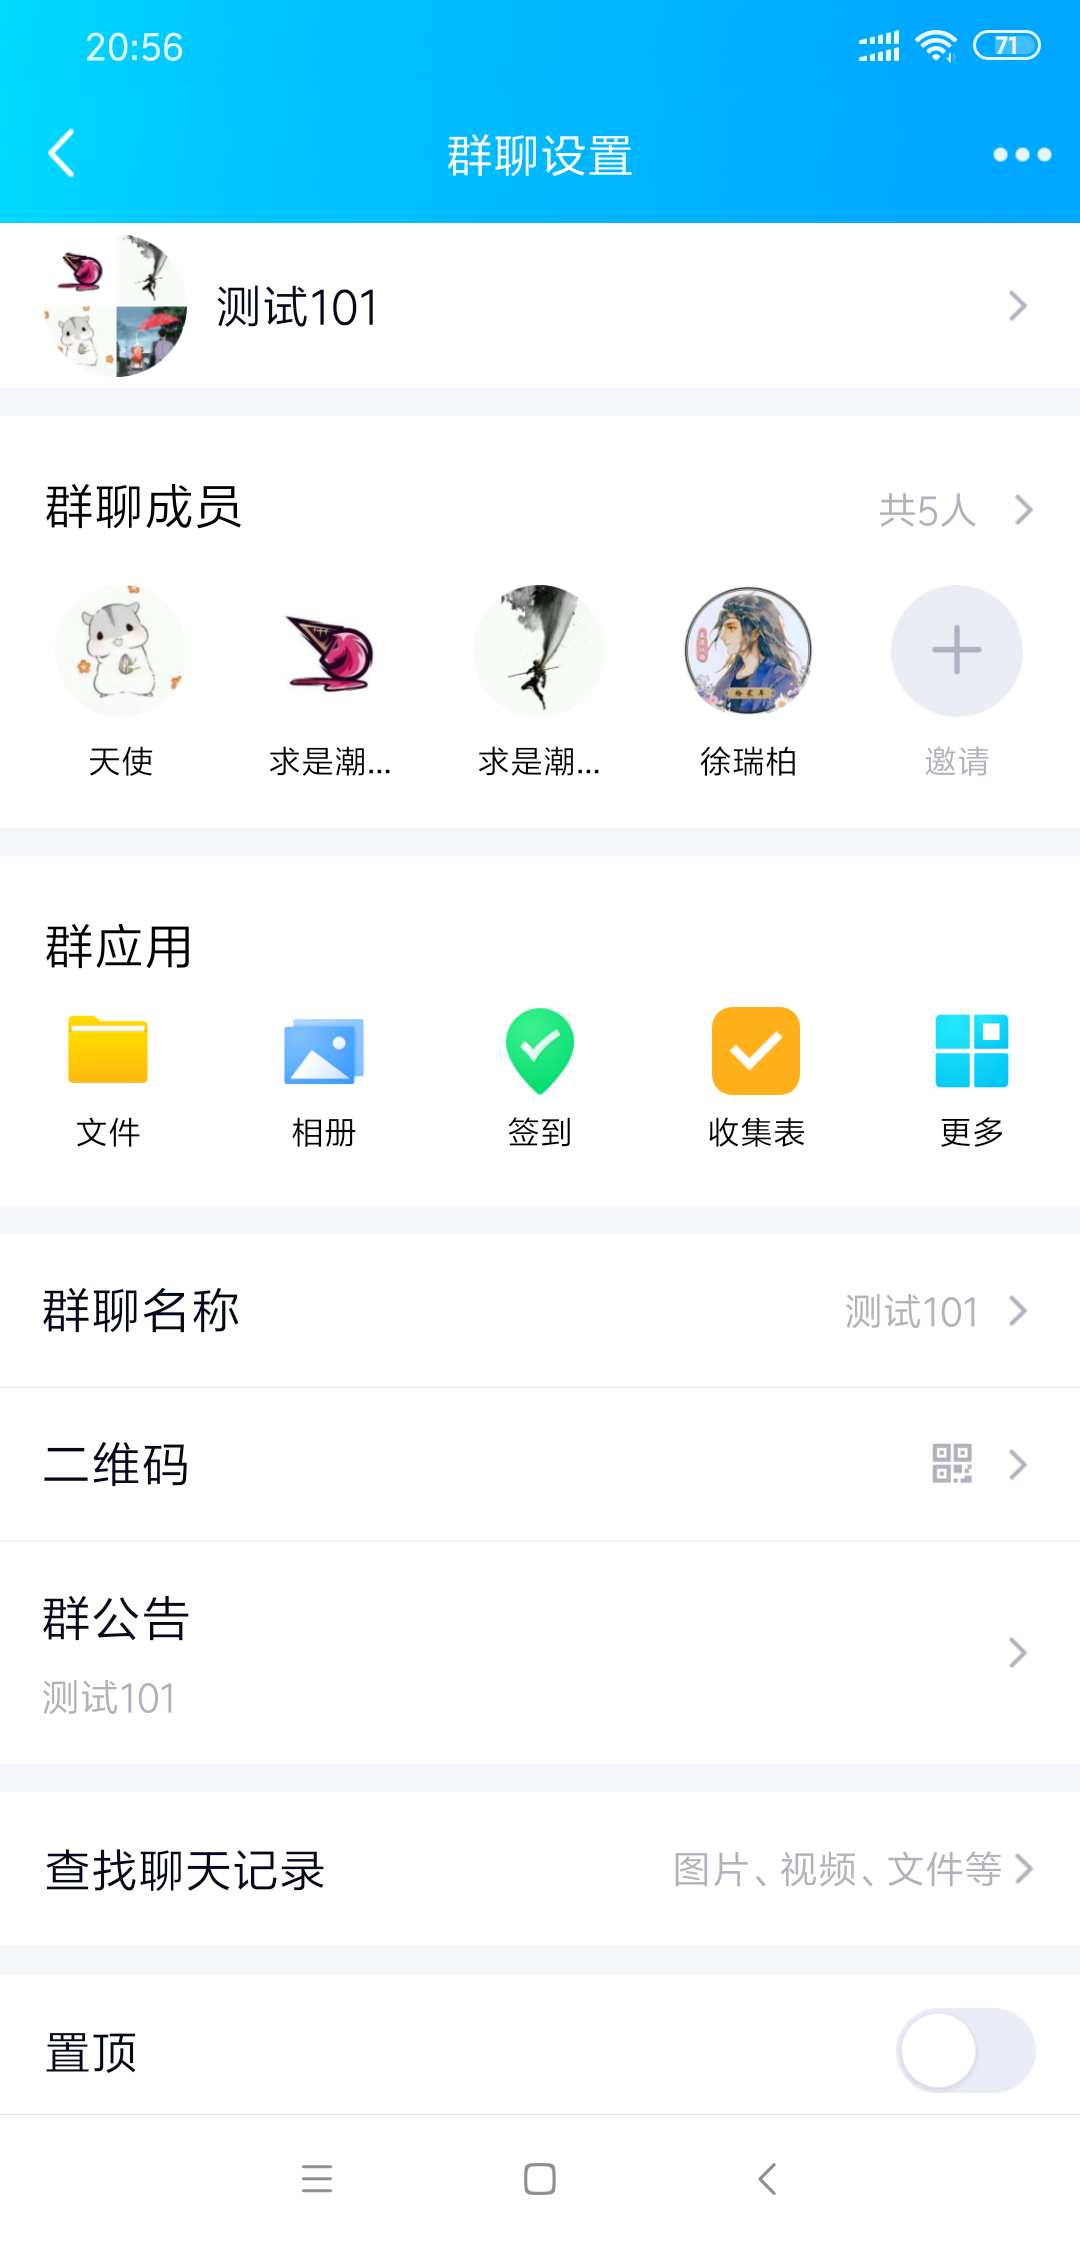 20:56
71
群聊设置
测试101
群聊成员
共5人
天使
求是潮...
求是潮...
徐瑞柏
邀请
群应用
文件
相册
签到
收集表
更多
群聊名称
测试101
二维码
群公告
测试101
查找聊天记录
图片、视频、文件等
置顶